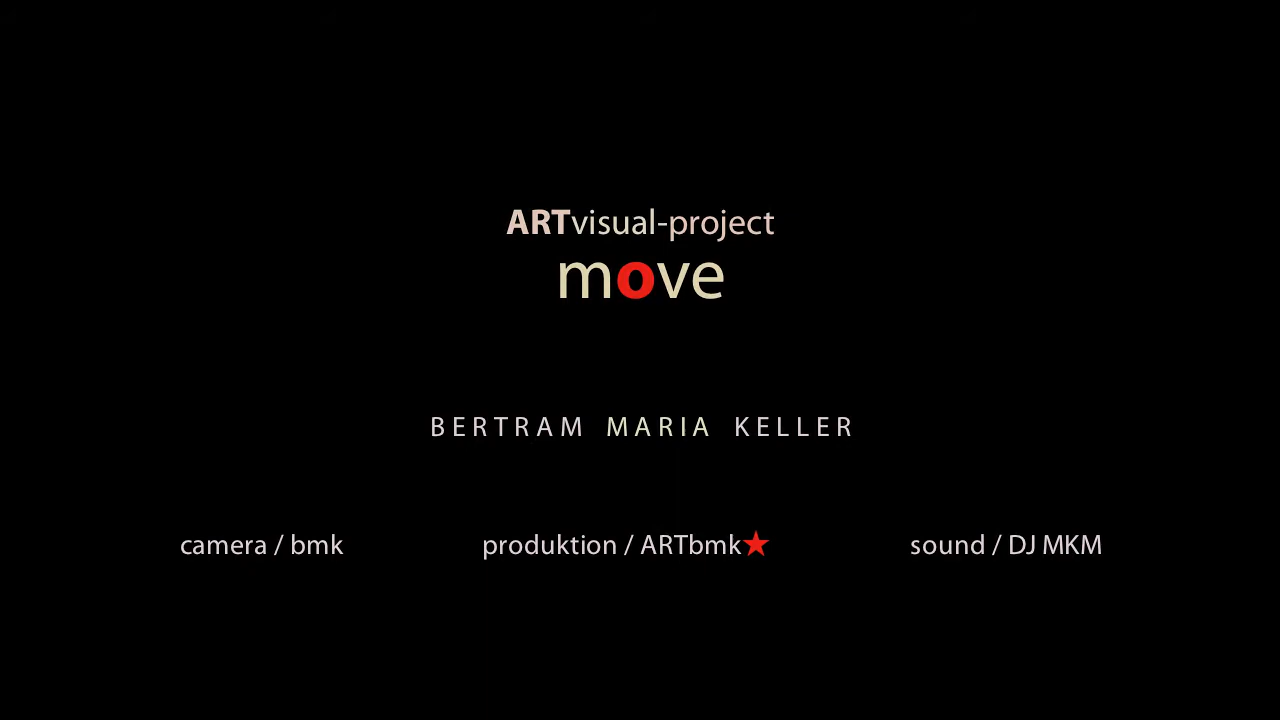 ARTvisual-project
move
BERTRAM MARIA KELLER
camera / bmk produktion / ARTbmk★ sound / DJ MKM